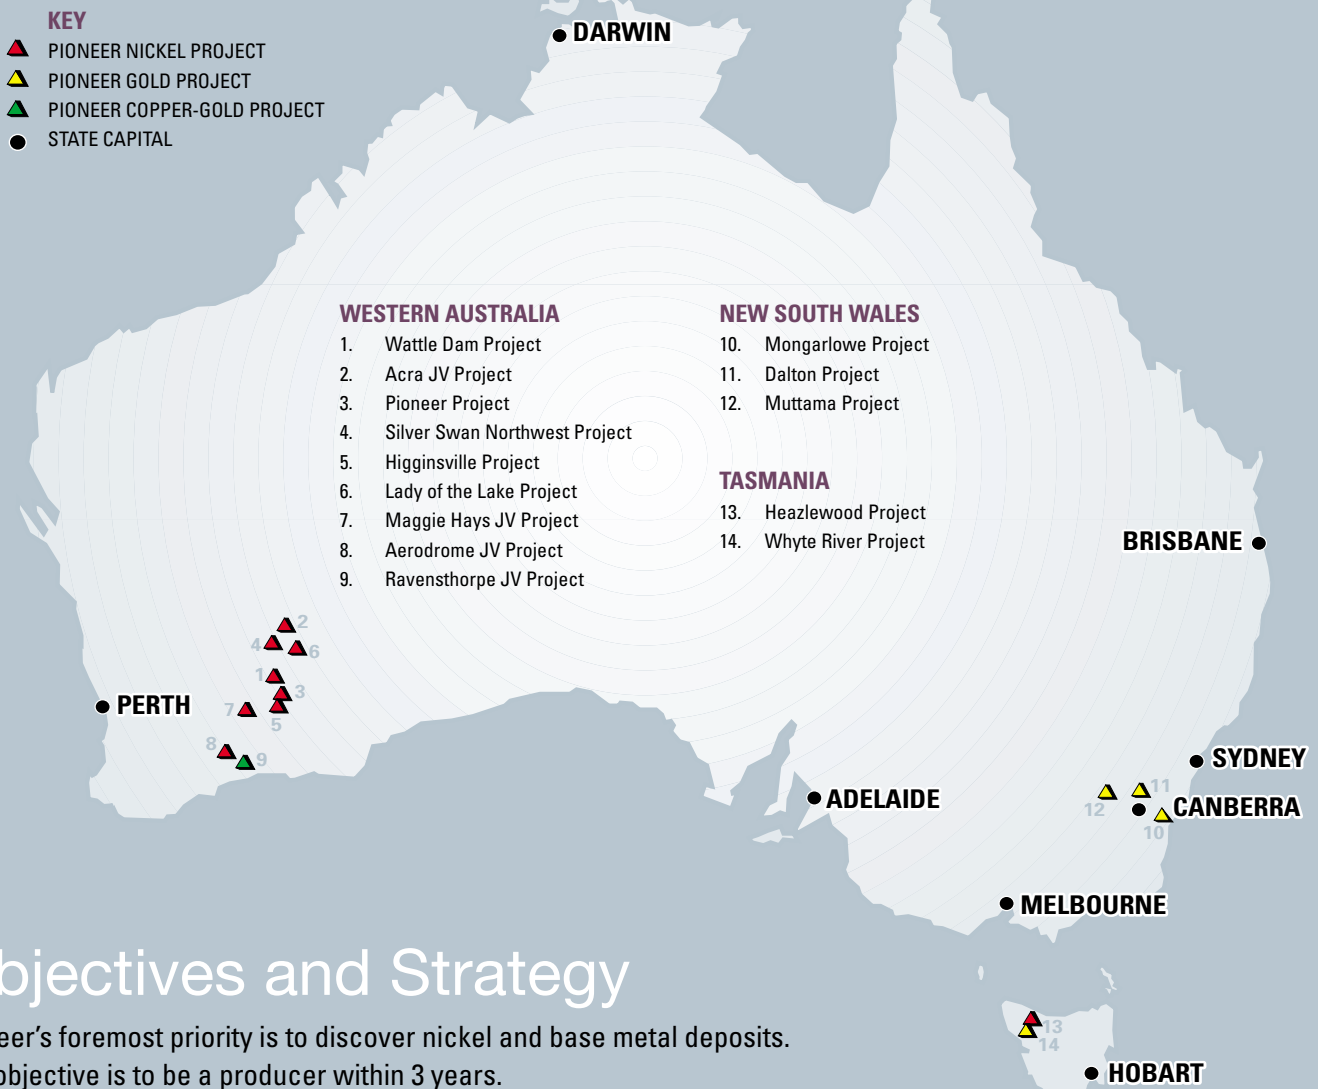 KEY
PIONEER NICKEL PROJECT
PIONEER GOLD PROJECT
PIONEER COPPER-GOLD PROJECT
STATE CAPITAL
DARWIN
WESTERN AUSTRALIA
1. Wattle Dam Project
2. Acra JV Project
3. Pioneer Project
4. Silver Swan Northwest Project
5. Higginsville Project
6. Lady of the Lake Project
7. Maggie Hays JV Project
8. Aerodrome JV Project
9. Ravensthorpe JV Project
NEW SOUTH WALES
10. Mongarlowe Project
11. Dalton Project
12. Muttama Project
TASMANIA
13. Heazlewood Project
14. Whyte River Project
BRISBANE
2
4
6
1
3
7
5
8
9
PERTH
SYDNEY
ADELAIDE
11
12
CANBERRA
10
MELBOURNE
bjectives and Strategy
eer's foremost priority is to discover nickel and base metal deposits.
objective is to be a producer within 3 years.
13
14
HOBART